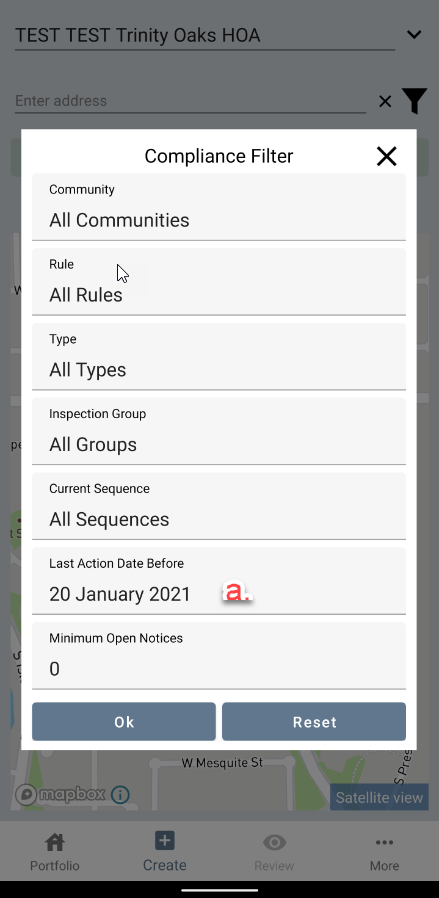 TEST TEST Trinity Oaks HOA
Enter address
Compliance Filter
Community
All Communities
Rule
All Rules
Type
All Types
Inspection Group
All Groups
Current Sequence
All Sequences
Last Action Date Before
20 January 2021 a.
Minimum Open Notices
0
Ok Reset
W Mesquite St
S Pres
mapbox
Satellite view
Portfolio Create Review More